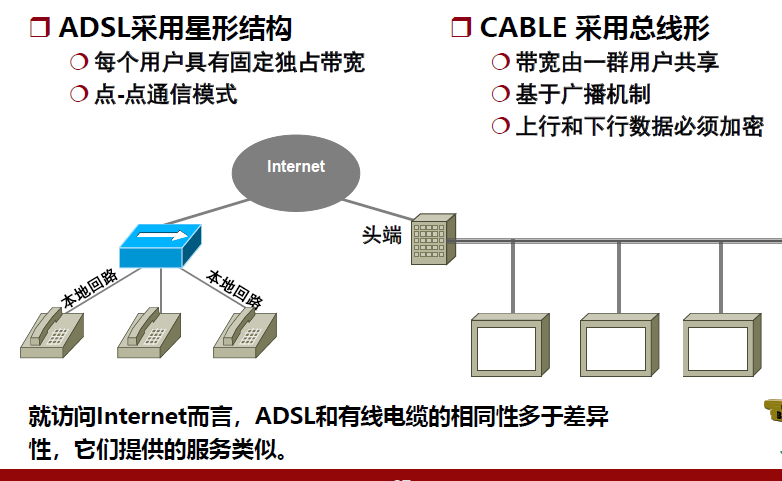 ADSL采用星形结构
每个用户具有固定独占带宽
点-点通信模式
CABLE 采用总线形
带宽由一群用户共享
基于广播机制
上行和下行数据必须加密
Internet
头端
本地回路
本地回路
就访问Internet而言，ADSL和有线电缆的相同性多于差异
性，它们提供的服务类似。